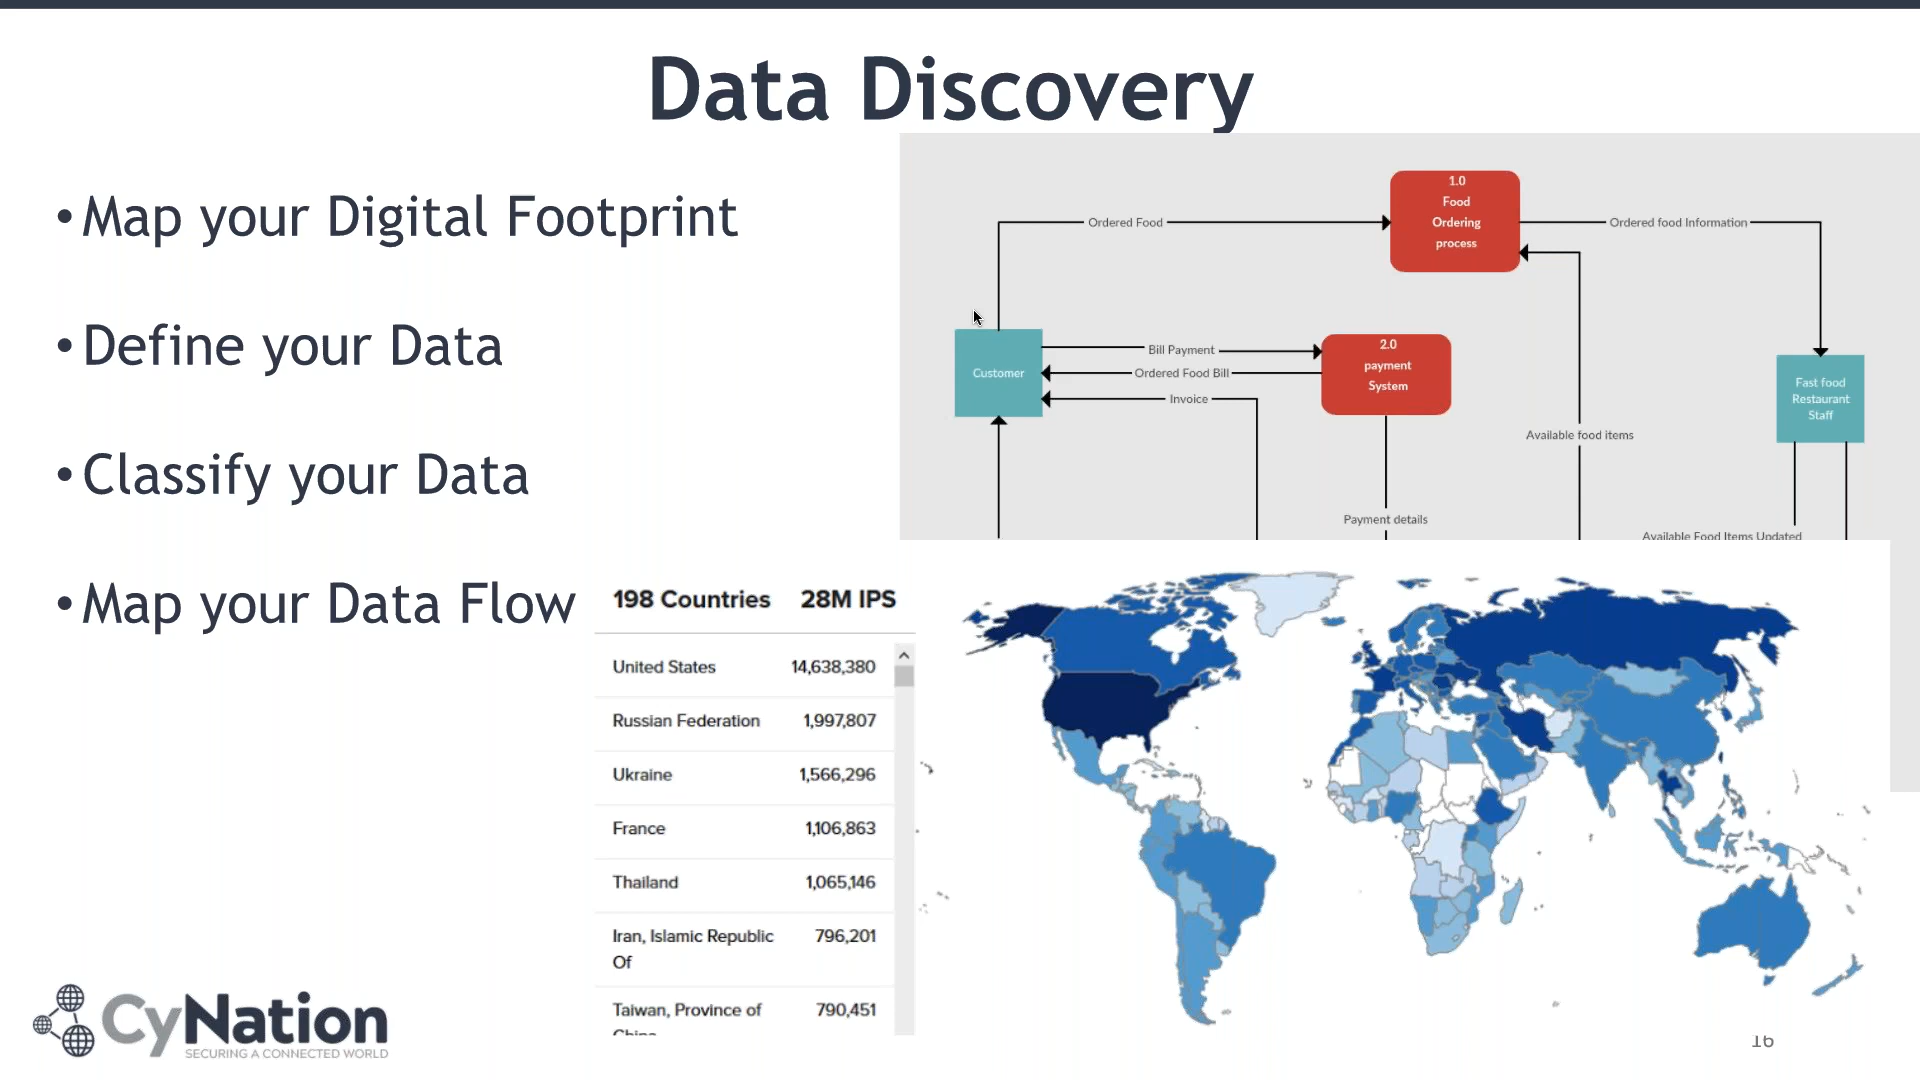 Data Discovery
• Map your Digital Footprint
• Define your Data
• Classify your Data
• Map your Data Flow
1.0
Food
Ordering
process
Ordered Food
Ordered food Information
Customer
Bill Payment
Ordered Food Bill
Invoice
2.0
payment
System
Fast food
Restaurant
Staff
Available food items
Payment details
Available Food Items Updated
198 Countries 28M IPS
United States 14,638,380
Russian Federation 1,997,807
Ukraine 1,566,296
France 1,106,863
Thailand 1,065,146
Iran, Islamic Republic 796,201
Of
Taiwan, Province of 790,451
China
CyNation
SECURING A CONNECTED WORLD
16